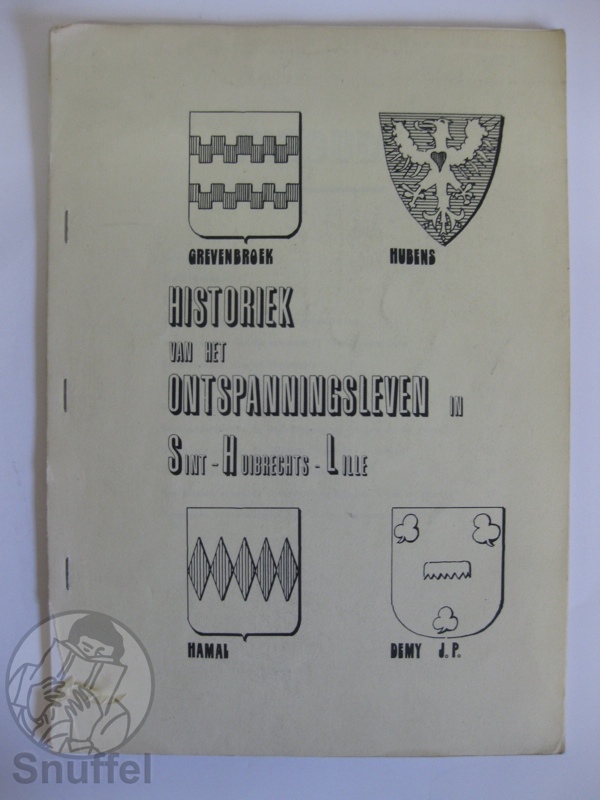 GREVENBROEK HUBENS
HISTORIEK
VAN HET
ONTSPANNINGSLEVEN IN
SINT-HUIBRECHTS-LILLE
HAMAL DEMY J.P.
Snuffel